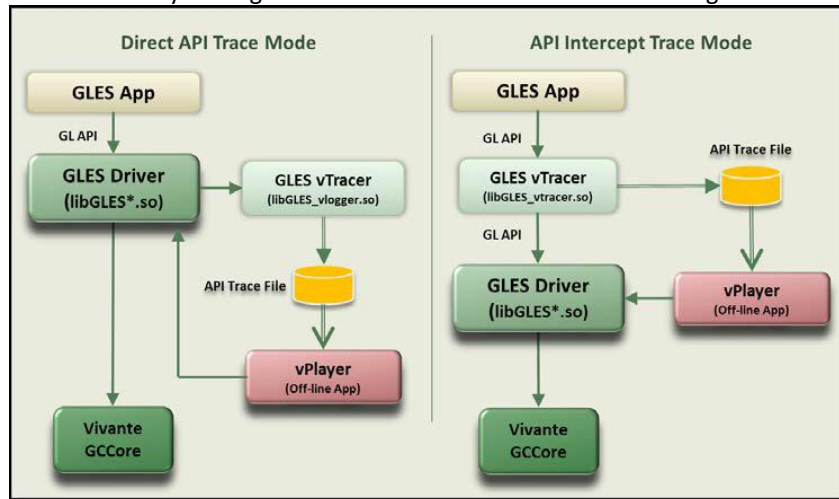 Direct API Trace Mode
GLES App
GL API
GLES Driver
(libGLES*.so)
GLES vTracer
(libGLES_vlogger.so)
API Trace File
vPlayer
(Off-line App)
Vivante
GCCore
API Intercept Trace Mode
GLES App
GL API
GLES vTracer
(libGLES_vtracer.so)
API Trace File
GL API
GLES Driver
(libGLES*.so)
vPlayer
(Off-line App)
Vivante
GCCore